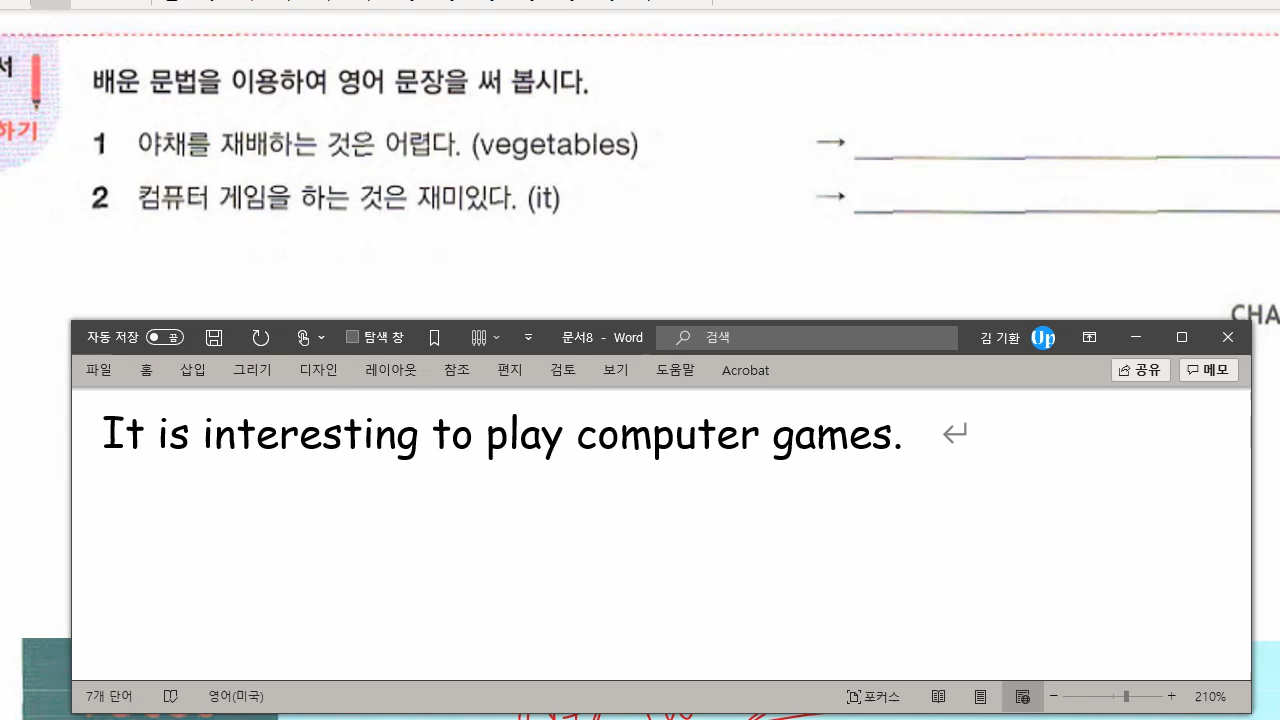 서
하기
배운 문법을 이용하여 영어 문장을 써 봅시다.
1 야채를 재배하는 것은 어렵다. (vegetables) →
2 컴퓨터 게임을 하는 것은 재미있다. (it) →
CHA
자동 저장 끔 탐색 창 문서8 - Word 검색 김 기환 Up
파일 홈 삽입 그리기 디자인 레이아웃 참조 편지 검토 보기 도움말 Acrobat 공유 메모
It is interesting to play computer games.
7개 단어 영어(미국) 포커스 210%